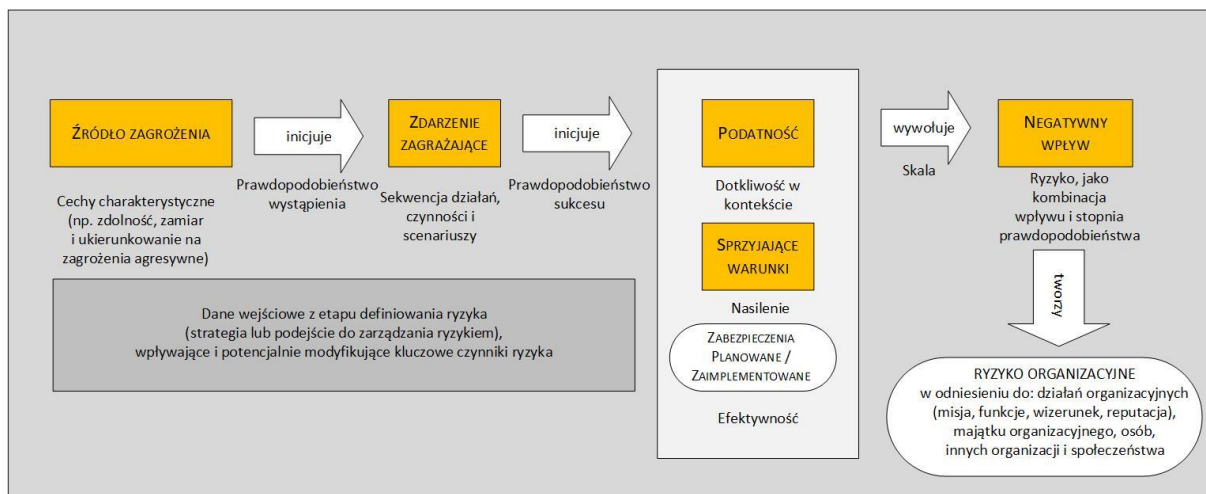 ŹRÓDŁO ZAGROŻENIA
Cechy charakterystyczne
(np. zdolność, zamiar
i ukierunkowanie na
zagrożenia agresywne)
inicjuje
Prawdopodobieństwo
wystąpienia
ZDARZENIE
ZAGRAŻAJĄCE
Sekwencja działań,
czynności i
scenariuszy
inicjuje
Prawdopodobieństwo
sukcesu
Dane wejściowe z etapu definiowania ryzyka
(strategia lub podejście do zarządzania ryzykiem),
wpływające i potencjalnie modyfikujące kluczowe czynniki ryzyka
PODATNOŚĆ
Dotkliwość w
kontekście
SPRZYJAJĄCE
WARUNKI
Nasilenie
ZABEZPIECZENIA
PLANOWANE /
ZAIMPLEMENTOWANE
Efektywność
wywołuje
Skala
NEGATYWNY
WPŁYW
Ryzyko, jako
kombinacja
wpływu i stopnia
prawdopodobieństwa
tworzy
RYZYKO ORGANIZACYJNE
w odniesieniu do: działań organizacyjnych
(misja, funkcje, wizerunek, reputacja),
majątku organizacyjnego, osób,
innych organizacji i społeczeństwa